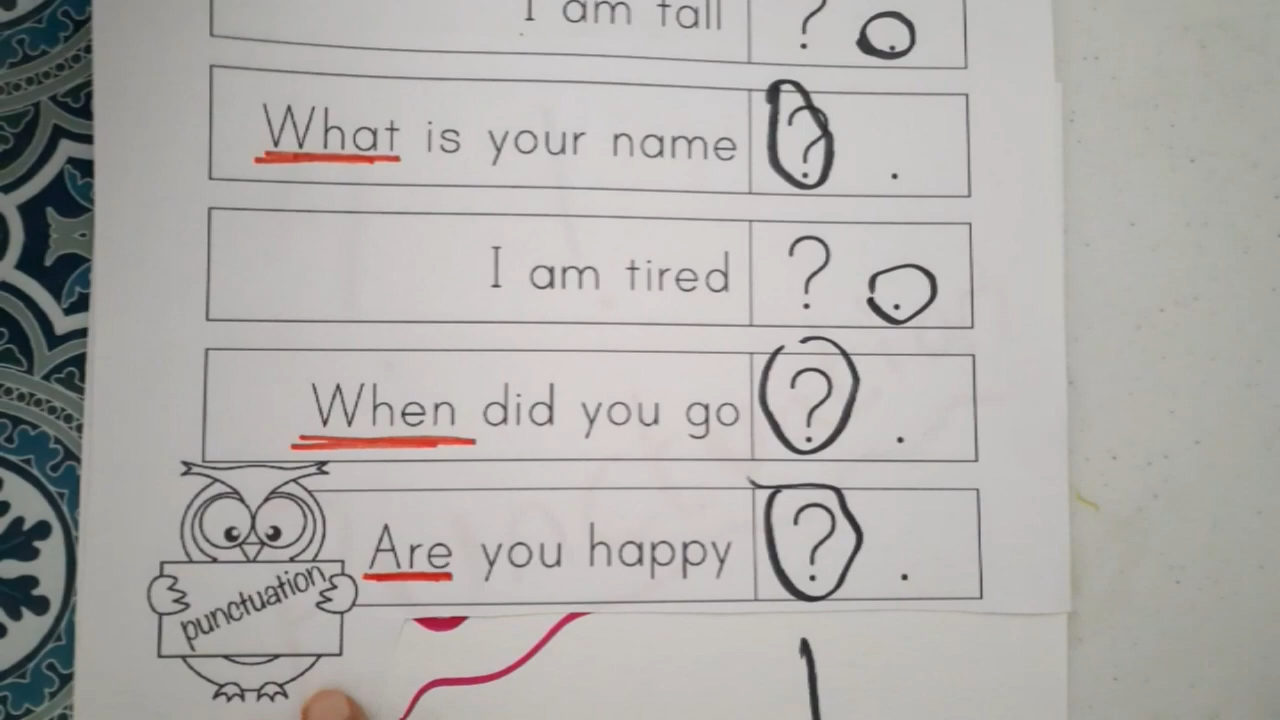 I am tall ? .
What is your name ? .
I am tired ? .
When did you go ? .
Are you happy ? .
punctuation